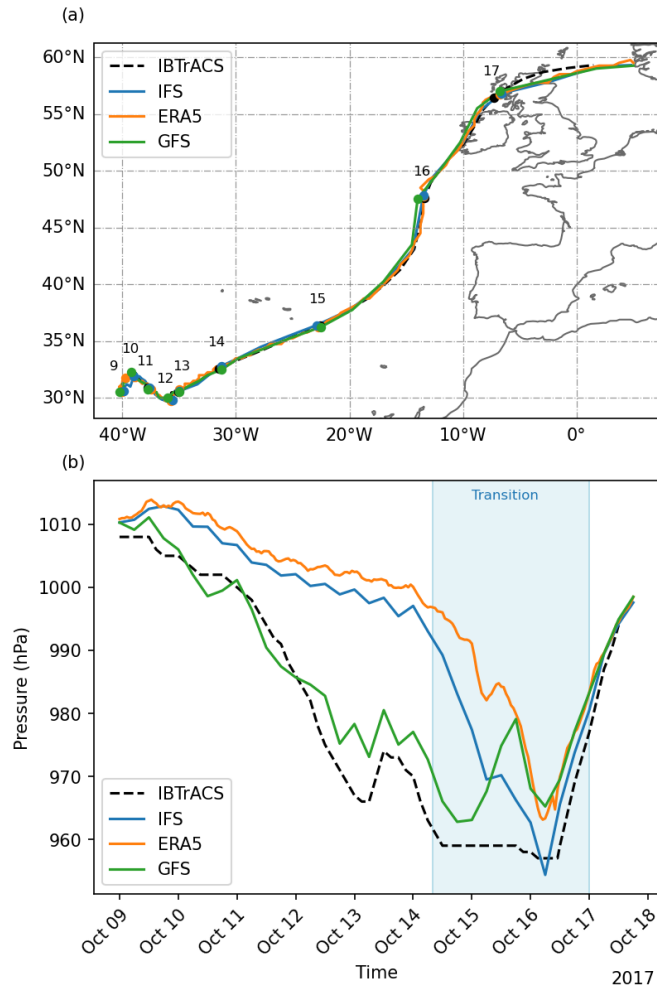 (a)
60°N
55°N
50°N
45°N
40°N
35°N
30°N
IBTrACS
IFS
ERA5
GFS
17
16
15
14
13
12
11
10
9
40°W
30°W
20°W
10°W
0°
(b)
Transition
1010
1000
990
980
970
960
Pressure (hPa)
IBTrACS
IFS
ERA5
GFS
Oct 09
Oct 10
Oct 11
Oct 12
Oct 13
Oct 14
Oct 15
Oct 16
Oct 17
Oct 18
Time
2017